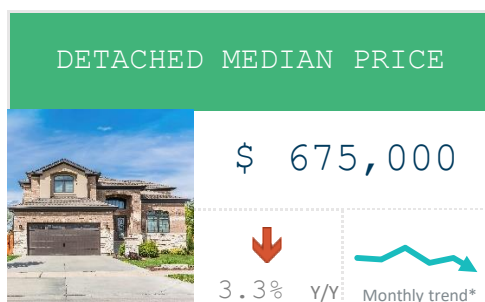 DETACHED MEDIAN PRICE
$ 675,000
3.3% Y/Y
Monthly trend*